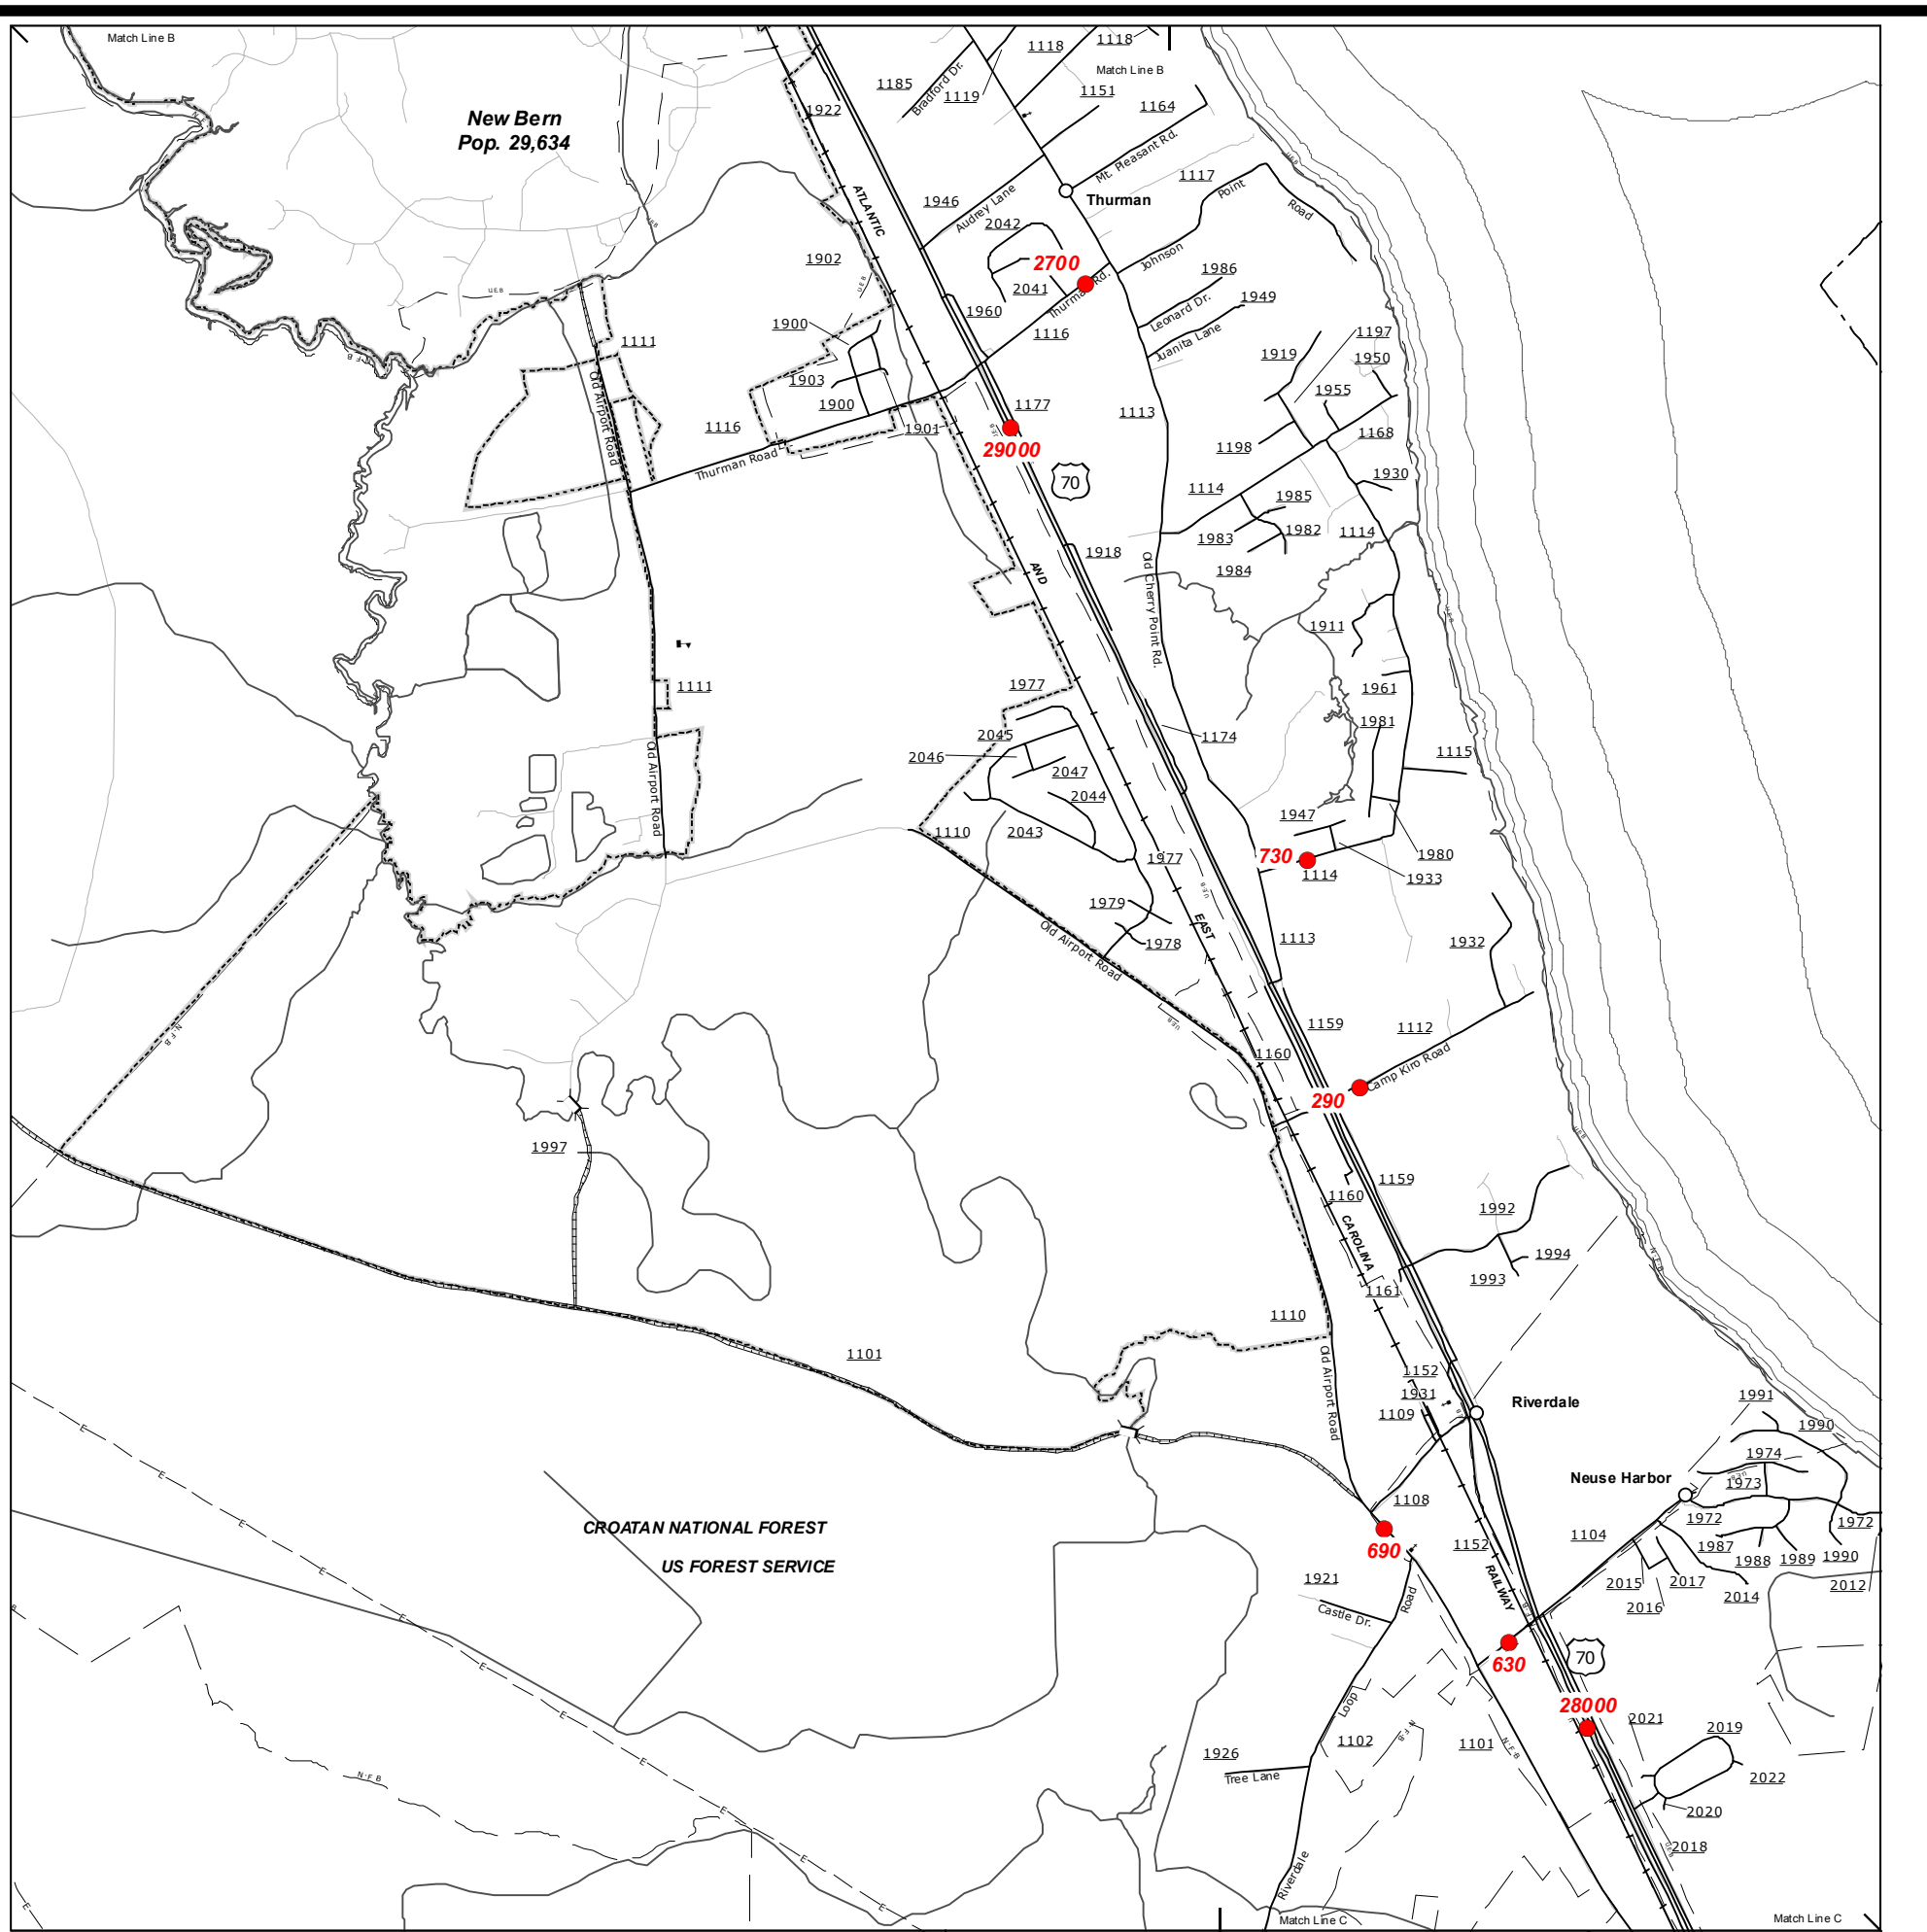 Match Line B
New Bern
Pop. 29,634
1118
1118
Match Line B
1185
Bradford Dr.
1119
1151
1164
1922
Mt. Pleasant Rd.
ATLANTIC
1946
Audrey Lane
Thurman
1117
Point
Road
2042
1902
2700
Johnson
1986
2041
Thurman Rd.
1949
Leonard Dr.
1960
1116
Juanita Lane
1900
1111
1903
1900
1919
1197
1950
1955
1177
1113
1116
1901
29000
1198
1168
Old Airport Road
Thurman Road
70
1930
1114
1985
1983
1982
1114
1918
1984
AND
Old Cherry Point Rd.
1911
1111
1977
1961
1981
2045
1174
2046
2047
1115
Old Airport Road
2044
1947
1110
2043
1977
730
1980
1114
1933
1979
EAST
1978
Old Airport Road
1113
1932
1159
1112
1160
Camp Kiro Road
290
N.F.B
UEB
1997
1159
1160
CAROLINA
1992
1994
1993
1161
1110
1101
Old Airport Road
1152
1931
1109
Riverdale
1991
1990
1974
Neuse Harbor
1973
1108
1972
1972
1104
1987
1988
1989
1990
CROATAN NATIONAL FOREST
US FOREST SERVICE
690
1152
RAILWAY
2015
2017
2016
2014
2012
1921
Castle Dr.
Road
630
70
Loop
28000
1102
1101
2021
2019
1926
Tree Lane
2022
2020
2018
Riverdale
Match Line C
Match Line C